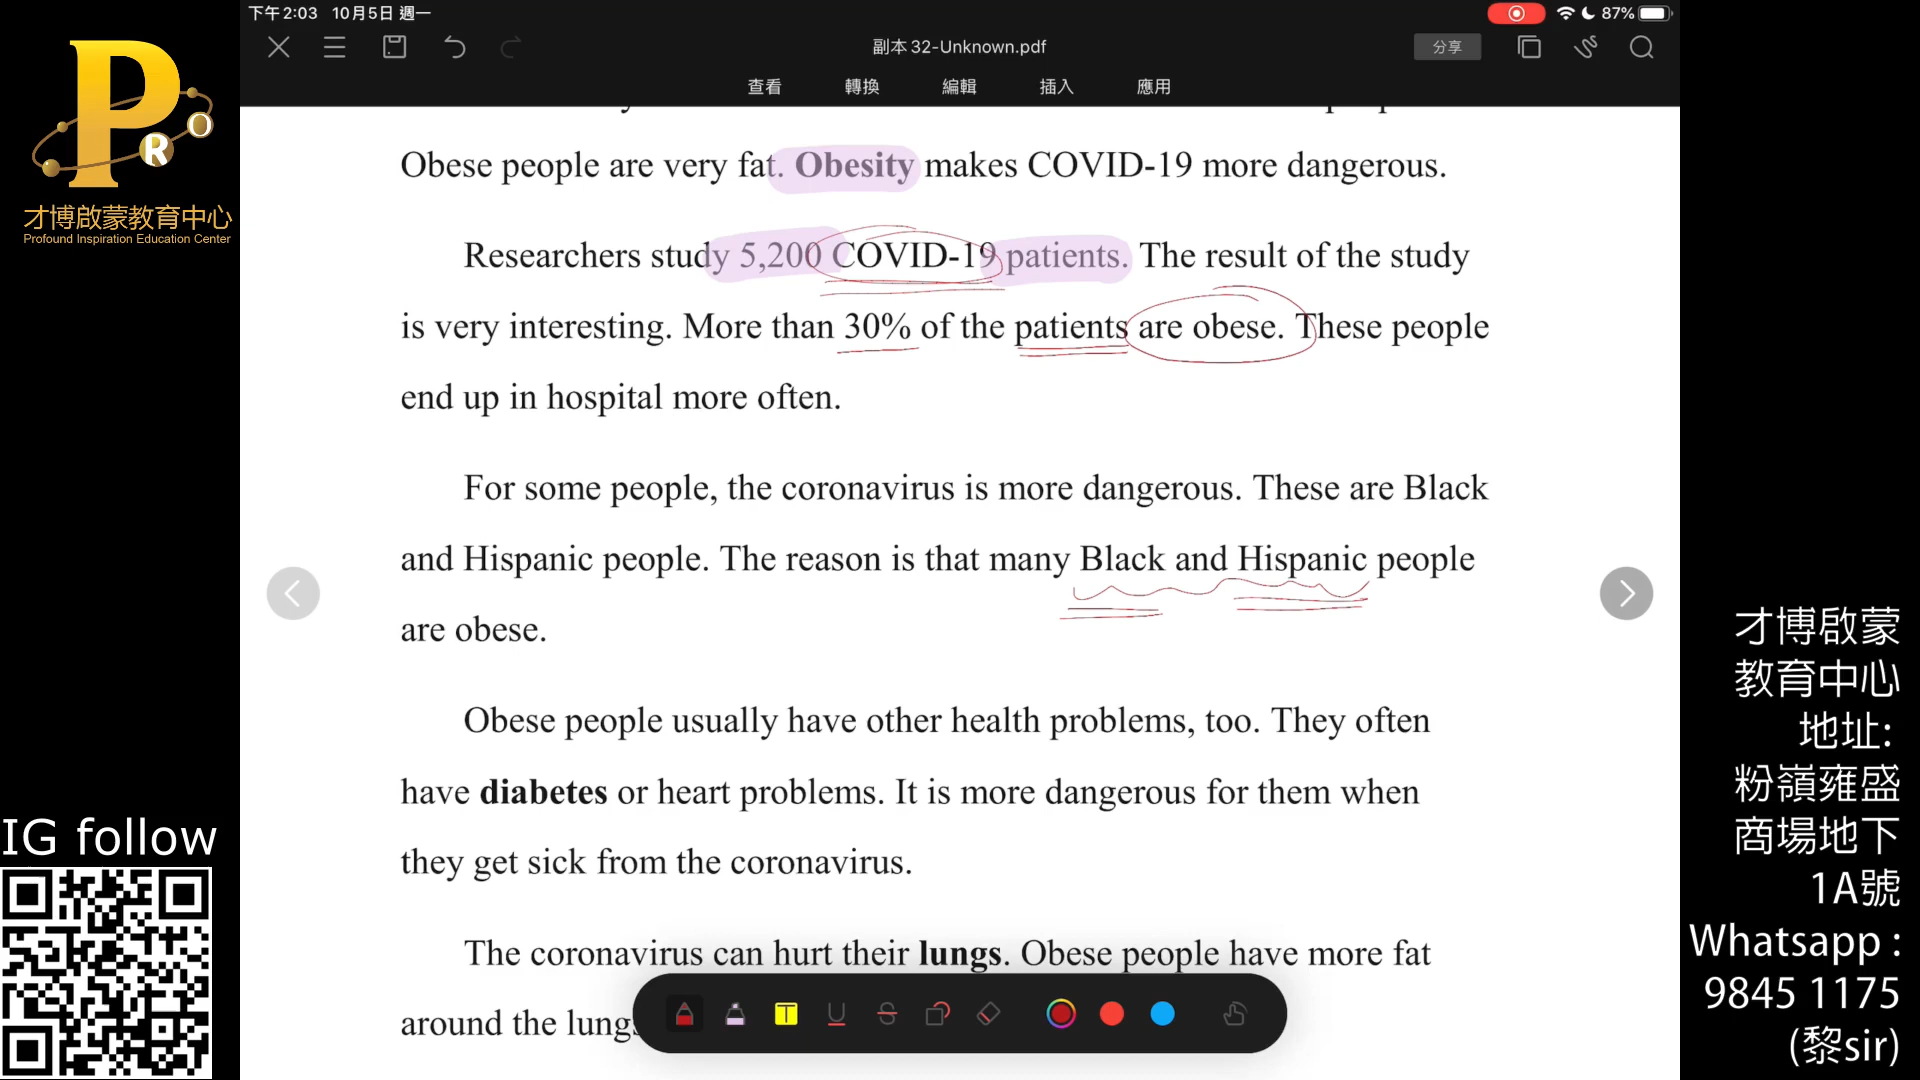 下午2:03 10月5日 週一
87%
副本 32-Unknown.pdf
分享
查看 轉換 編輯 插入 應用
P R O
才博啟蒙教育中心
Profound Inspiration Education Center
Obese people are very fat. Obesity makes COVID-19 more dangerous.
Researchers study 5,200 COVID-19 patients. The result of the study
is very interesting. More than 30% of the patients are obese. These people
end up in hospital more often.
For some people, the coronavirus is more dangerous. These are Black
and Hispanic people. The reason is that many Black and Hispanic people
are obese.
Obese people usually have other health problems, too. They often
have diabetes or heart problems. It is more dangerous for them when
they get sick from the coronavirus.
The coronavirus can hurt their lungs. Obese people have more fat
around the lungs
T U S
IG follow
才博啟蒙
教育中心
地址:
粉嶺雍盛
商場地下
1A號
Whatsapp :
9845 1175
(黎sir)